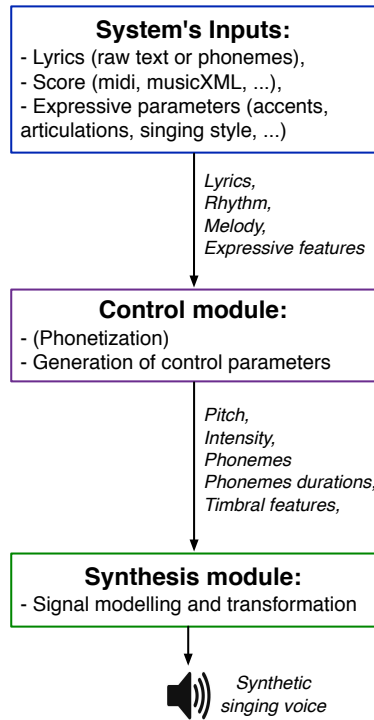 System's Inputs:
- Lyrics (raw text or phonemes),
- Score (midi, musicXML, ...),
- Expressive parameters (accents,
articulations, singing style, ...)
Lyrics,
Rhythm,
Melody,
Expressive features
Control module:
- (Phonetization)
- Generation of control parameters
Pitch,
Intensity,
Phonemes
Phonemes durations,
Timbral features,
Synthesis module:
- Signal modelling and transformation
Synthetic
singing voice